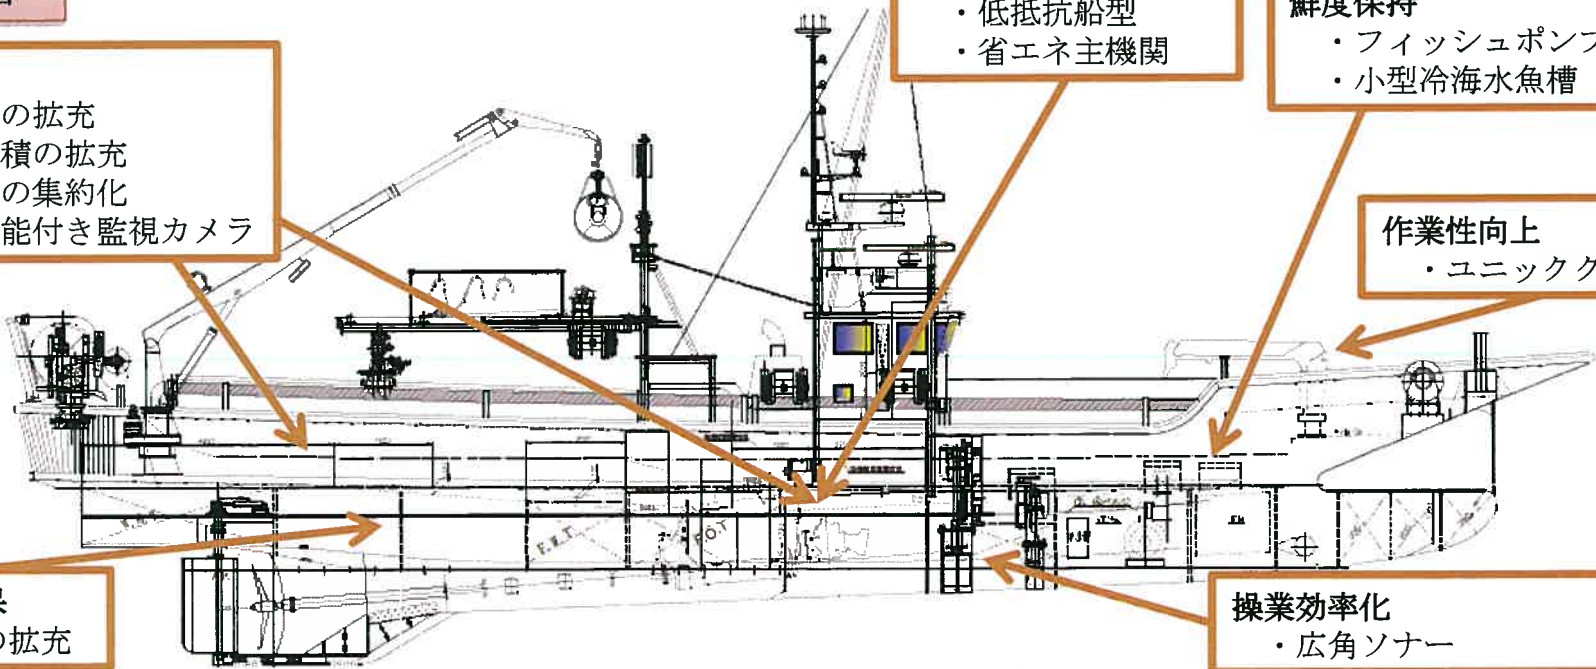 ・低抵抗船型
・省エネ主機関
鮮度保持
・フィッシュポンプ
・小型冷海水魚槽
の拡充
積の拡充
の集約化
能付き監視カメラ
作業性向上
・ユニック
の拡充
操業効率化
・広角ソナー
F.O.T